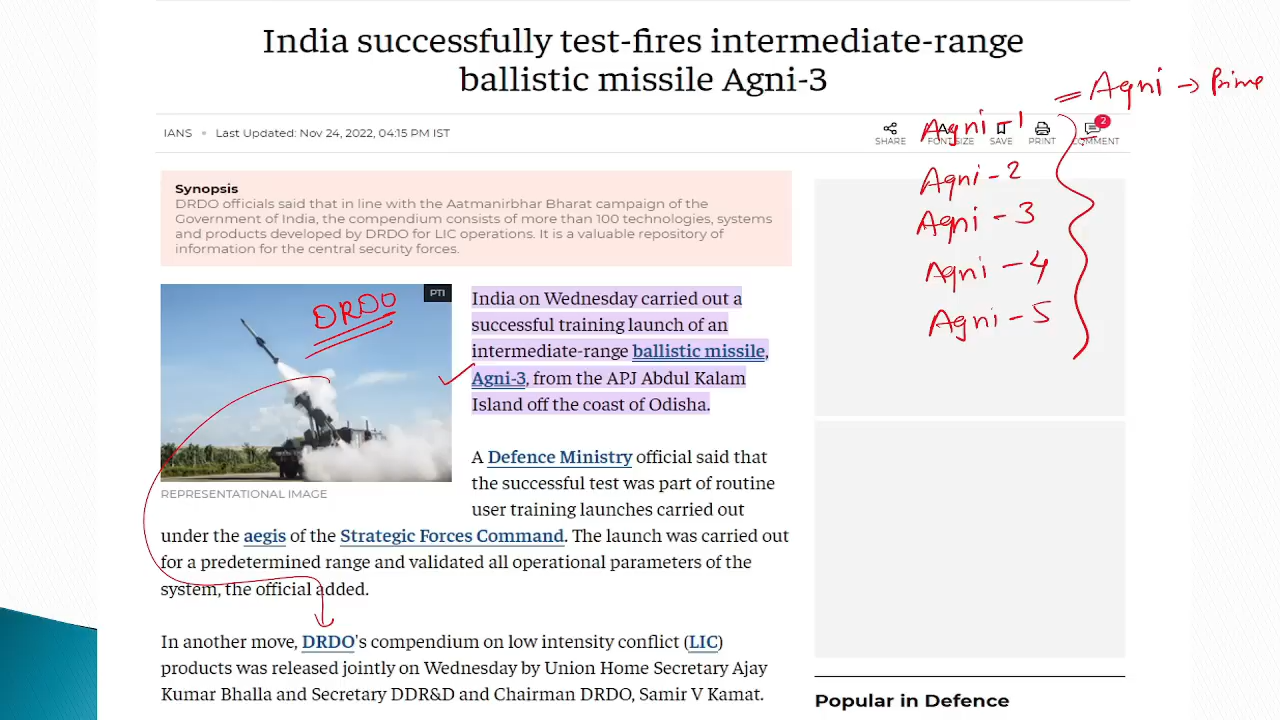 India successfully test-fires intermediate-range
ballistic missile Agni-3
= Agni → Prime
IANS • Last Updated: Nov 24, 2022, 04:15 PM IST
SHARE
FONT SIZE
SAVE
PRINT
2
COMMENT
Agni - 1
Agni - 2
Agni - 3
Agni - 4
Agni - 5
Synopsis
DRDO officials said that in line with the Aatmanirbhar Bharat campaign of the
Government of India, the compendium consists of more than 100 technologies, systems
and products developed by DRDO for LIC operations. It is a valuable repository of
information for the central security forces.
PTI
DRDO
REPRESENTATIONAL IMAGE
India on Wednesday carried out a
successful training launch of an
intermediate-range ballistic missile,
Agni-3, from the APJ Abdul Kalam
Island off the coast of Odisha.
A Defence Ministry official said that
the successful test was part of routine
user training launches carried out
under the aegis of the Strategic Forces Command. The launch was carried out
for a predetermined range and validated all operational parameters of the
system, the official added.
In another move, DRDO's compendium on low intensity conflict (LIC)
products was released jointly on Wednesday by Union Home Secretary Ajay
Kumar Bhalla and Secretary DDR&D and Chairman DRDO, Samir V Kamat.
Popular in Defence